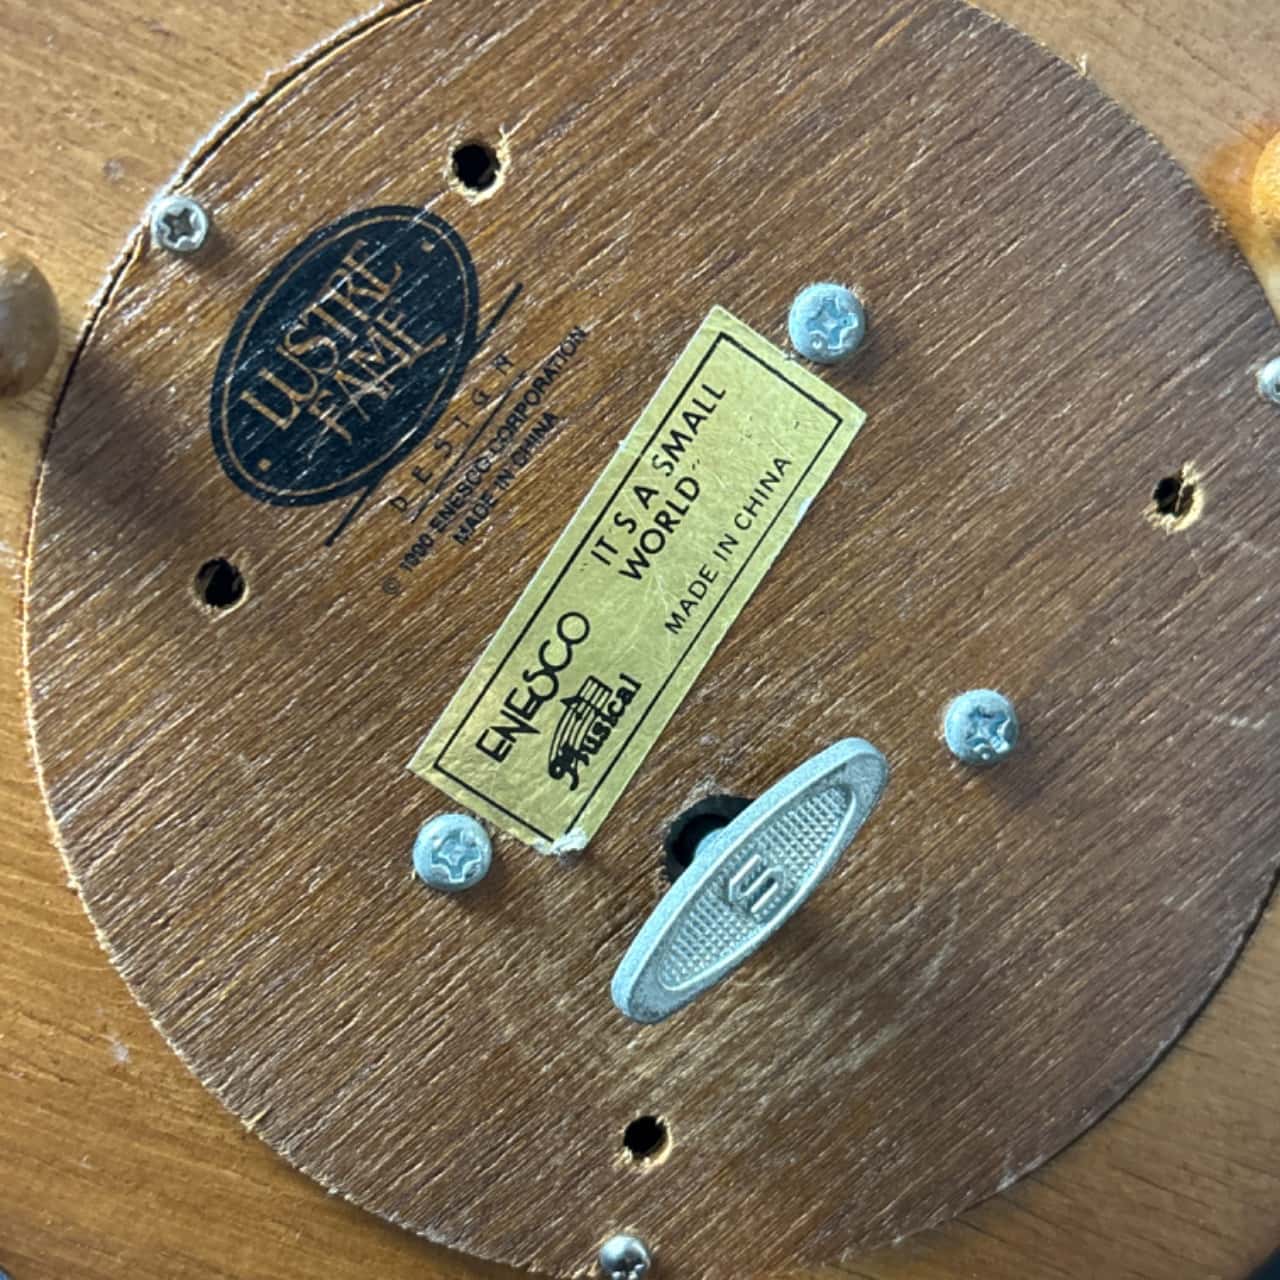 LUSTRE
FAME
DESIGN
© 1990 ENESCO CORPORATION
MADE IN CHINA
ENESCO
Musical
"IT'S A SMALL
WORLD"
MADE IN CHINA
S